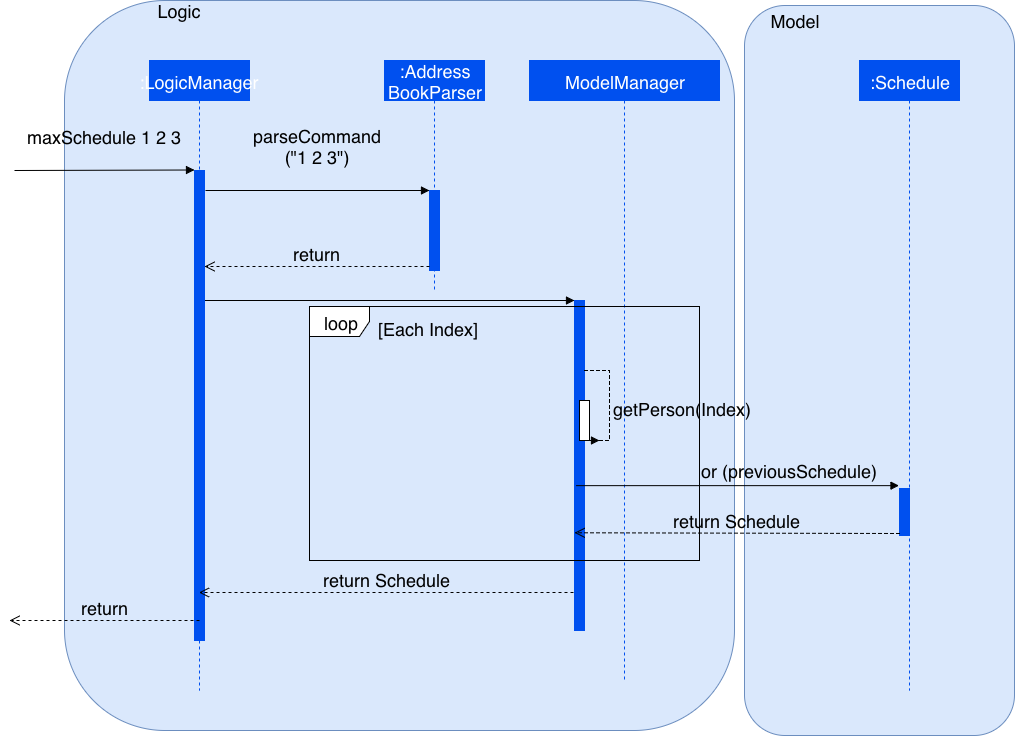 Logic
Model
:LogicManager
:Address
BookParser
ModelManager
:Schedule
maxSchedule 1 2 3
parseCommand
("1 2 3")
return
loop
[Each Index]
getPerson(Index)
or (previousSchedule)
return Schedule
return Schedule
return